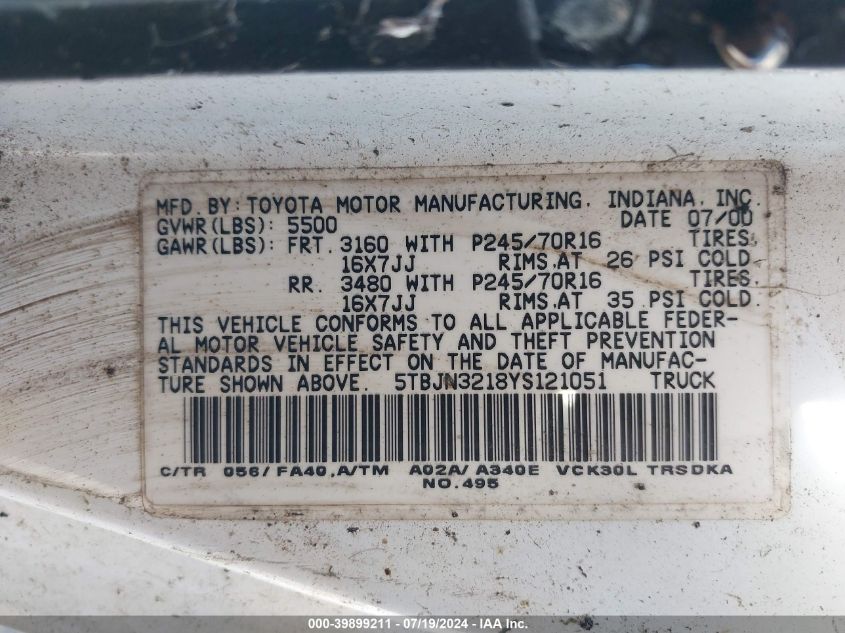 MFD. BY: TOYOTA MOTOR MANUFACTURING, INDIANA, INC.
GVWR(LBS): 5500 DATE 07/00
GAWR(LBS): FRT. 3160 WITH P245/70R16 TIRES,
16X7JJ RIMS,AT 26 PSI COLD
RR. 3480 WITH P245/70R16 TIRES,
16X7JJ RIMS,AT 35 PSI COLD.
THIS VEHICLE CONFORMS TO ALL APPLICABLE FEDER-
AL MOTOR VEHICLE SAFETY AND THEFT PREVENTION
STANDARDS IN EFFECT ON THE DATE OF MANUFAC-
TURE SHOWN ABOVE. 5TBJN3218YS121051 TRUCK
C/TR 056/FA40,A/TM A02A/A340E VCK30L TRSDKA
NO.495
000-39899211 - 07/19/2024 - IAAI.com